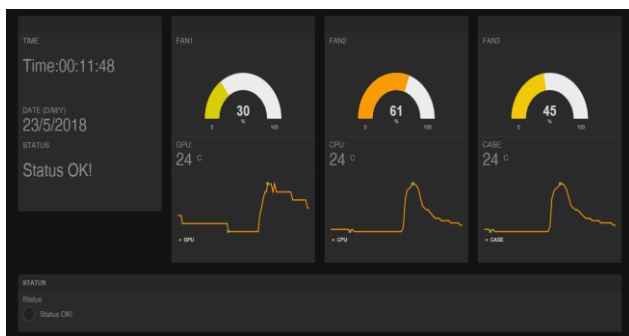 TIME
Time:00:11:48
DATE (D/M/Y)
23/5/2018
STATUS
Status OK!
FAN1
30
%
0 100
GPU:
24 C
GPU
FAN2
61
%
0 100
CPU:
24 C
CPU
FAN3
45
%
0 100
CASE:
24 C
CASE
STATUS
Status
Status OK!